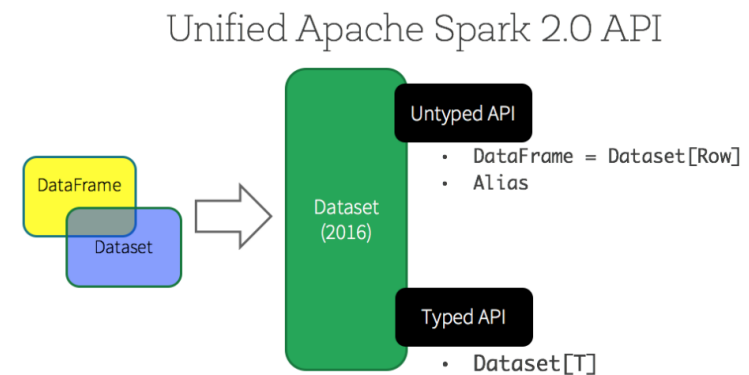 Unified Apache Spark 2.0 API
DataFrame
Dataset
Dataset
(2016)
Untyped API
• DataFrame = Dataset[Row]
• Alias
Typed API
• Dataset[T]